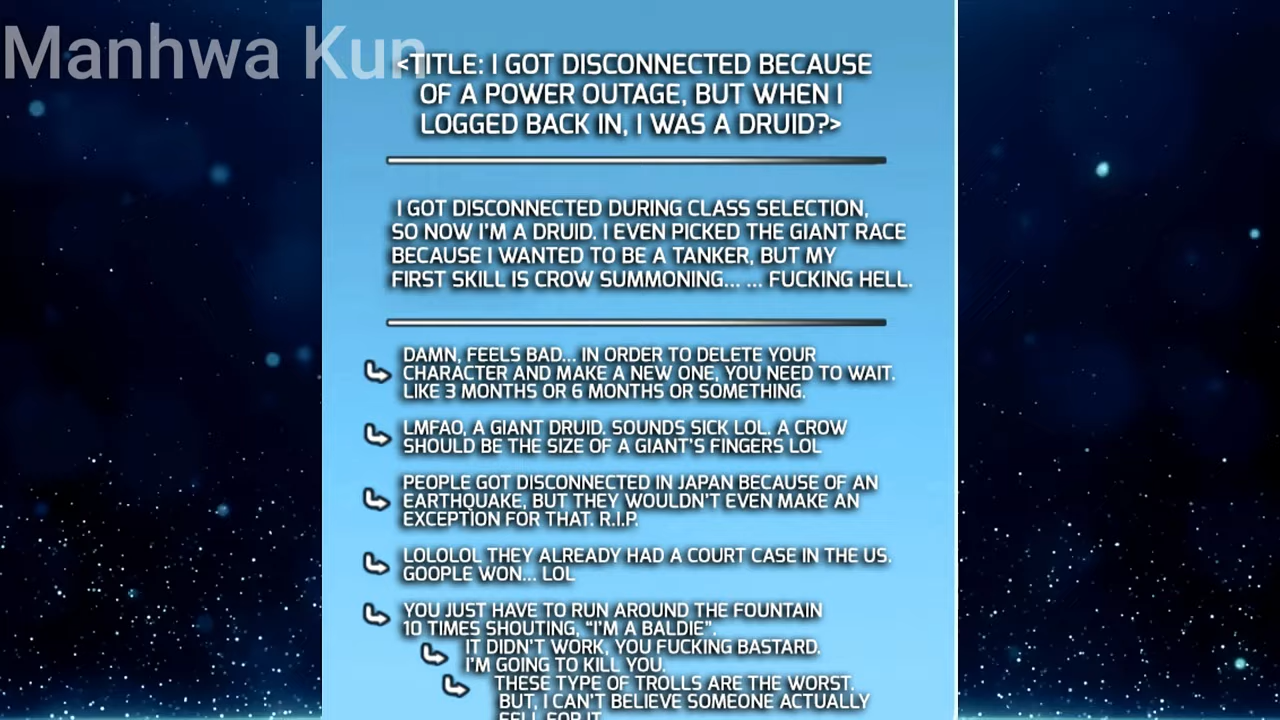 Manhwa Kun
<TITLE: I GOT DISCONNECTED BECAUSE
OF A POWER OUTAGE, BUT WHEN I
LOGGED BACK IN, I WAS A DRUID?>
I GOT DISCONNECTED DURING CLASS SELECTION,
SO NOW I'M A DRUID. I EVEN PICKED THE GIANT RACE
BECAUSE I WANTED TO BE A TANKER, BUT MY
FIRST SKILL IS CROW SUMMONING... ... FUCKING HELL.
DAMN, FEELS BAD... IN ORDER TO DELETE YOUR
CHARACTER AND MAKE A NEW ONE, YOU NEED TO WAIT.
LIKE 3 MONTHS OR 6 MONTHS OR SOMETHING.
LMFAO, A GIANT DRUID. SOUNDS SICK LOL. A CROW
SHOULD BE THE SIZE OF A GIANT'S FINGERS LOL
PEOPLE GOT DISCONNECTED IN JAPAN BECAUSE OF AN
EARTHQUAKE, BUT THEY WOULDN'T EVEN MAKE AN
EXCEPTION FOR THAT. R.I.P.
LOLOLOL THEY ALREADY HAD A COURT CASE IN THE US.
GOOPLE WON... LOL
YOU JUST HAVE TO RUN AROUND THE FOUNTAIN
10 TIMES SHOUTING, "I'M A BALDIE".
IT DIDN'T WORK, YOU FUCKING BASTARD.
I'M GOING TO KILL YOU.
THESE TYPE OF TROLLS ARE THE WORST.
BUT, I CAN'T BELIEVE SOMEONE ACTUALLY
FELL FOR IT